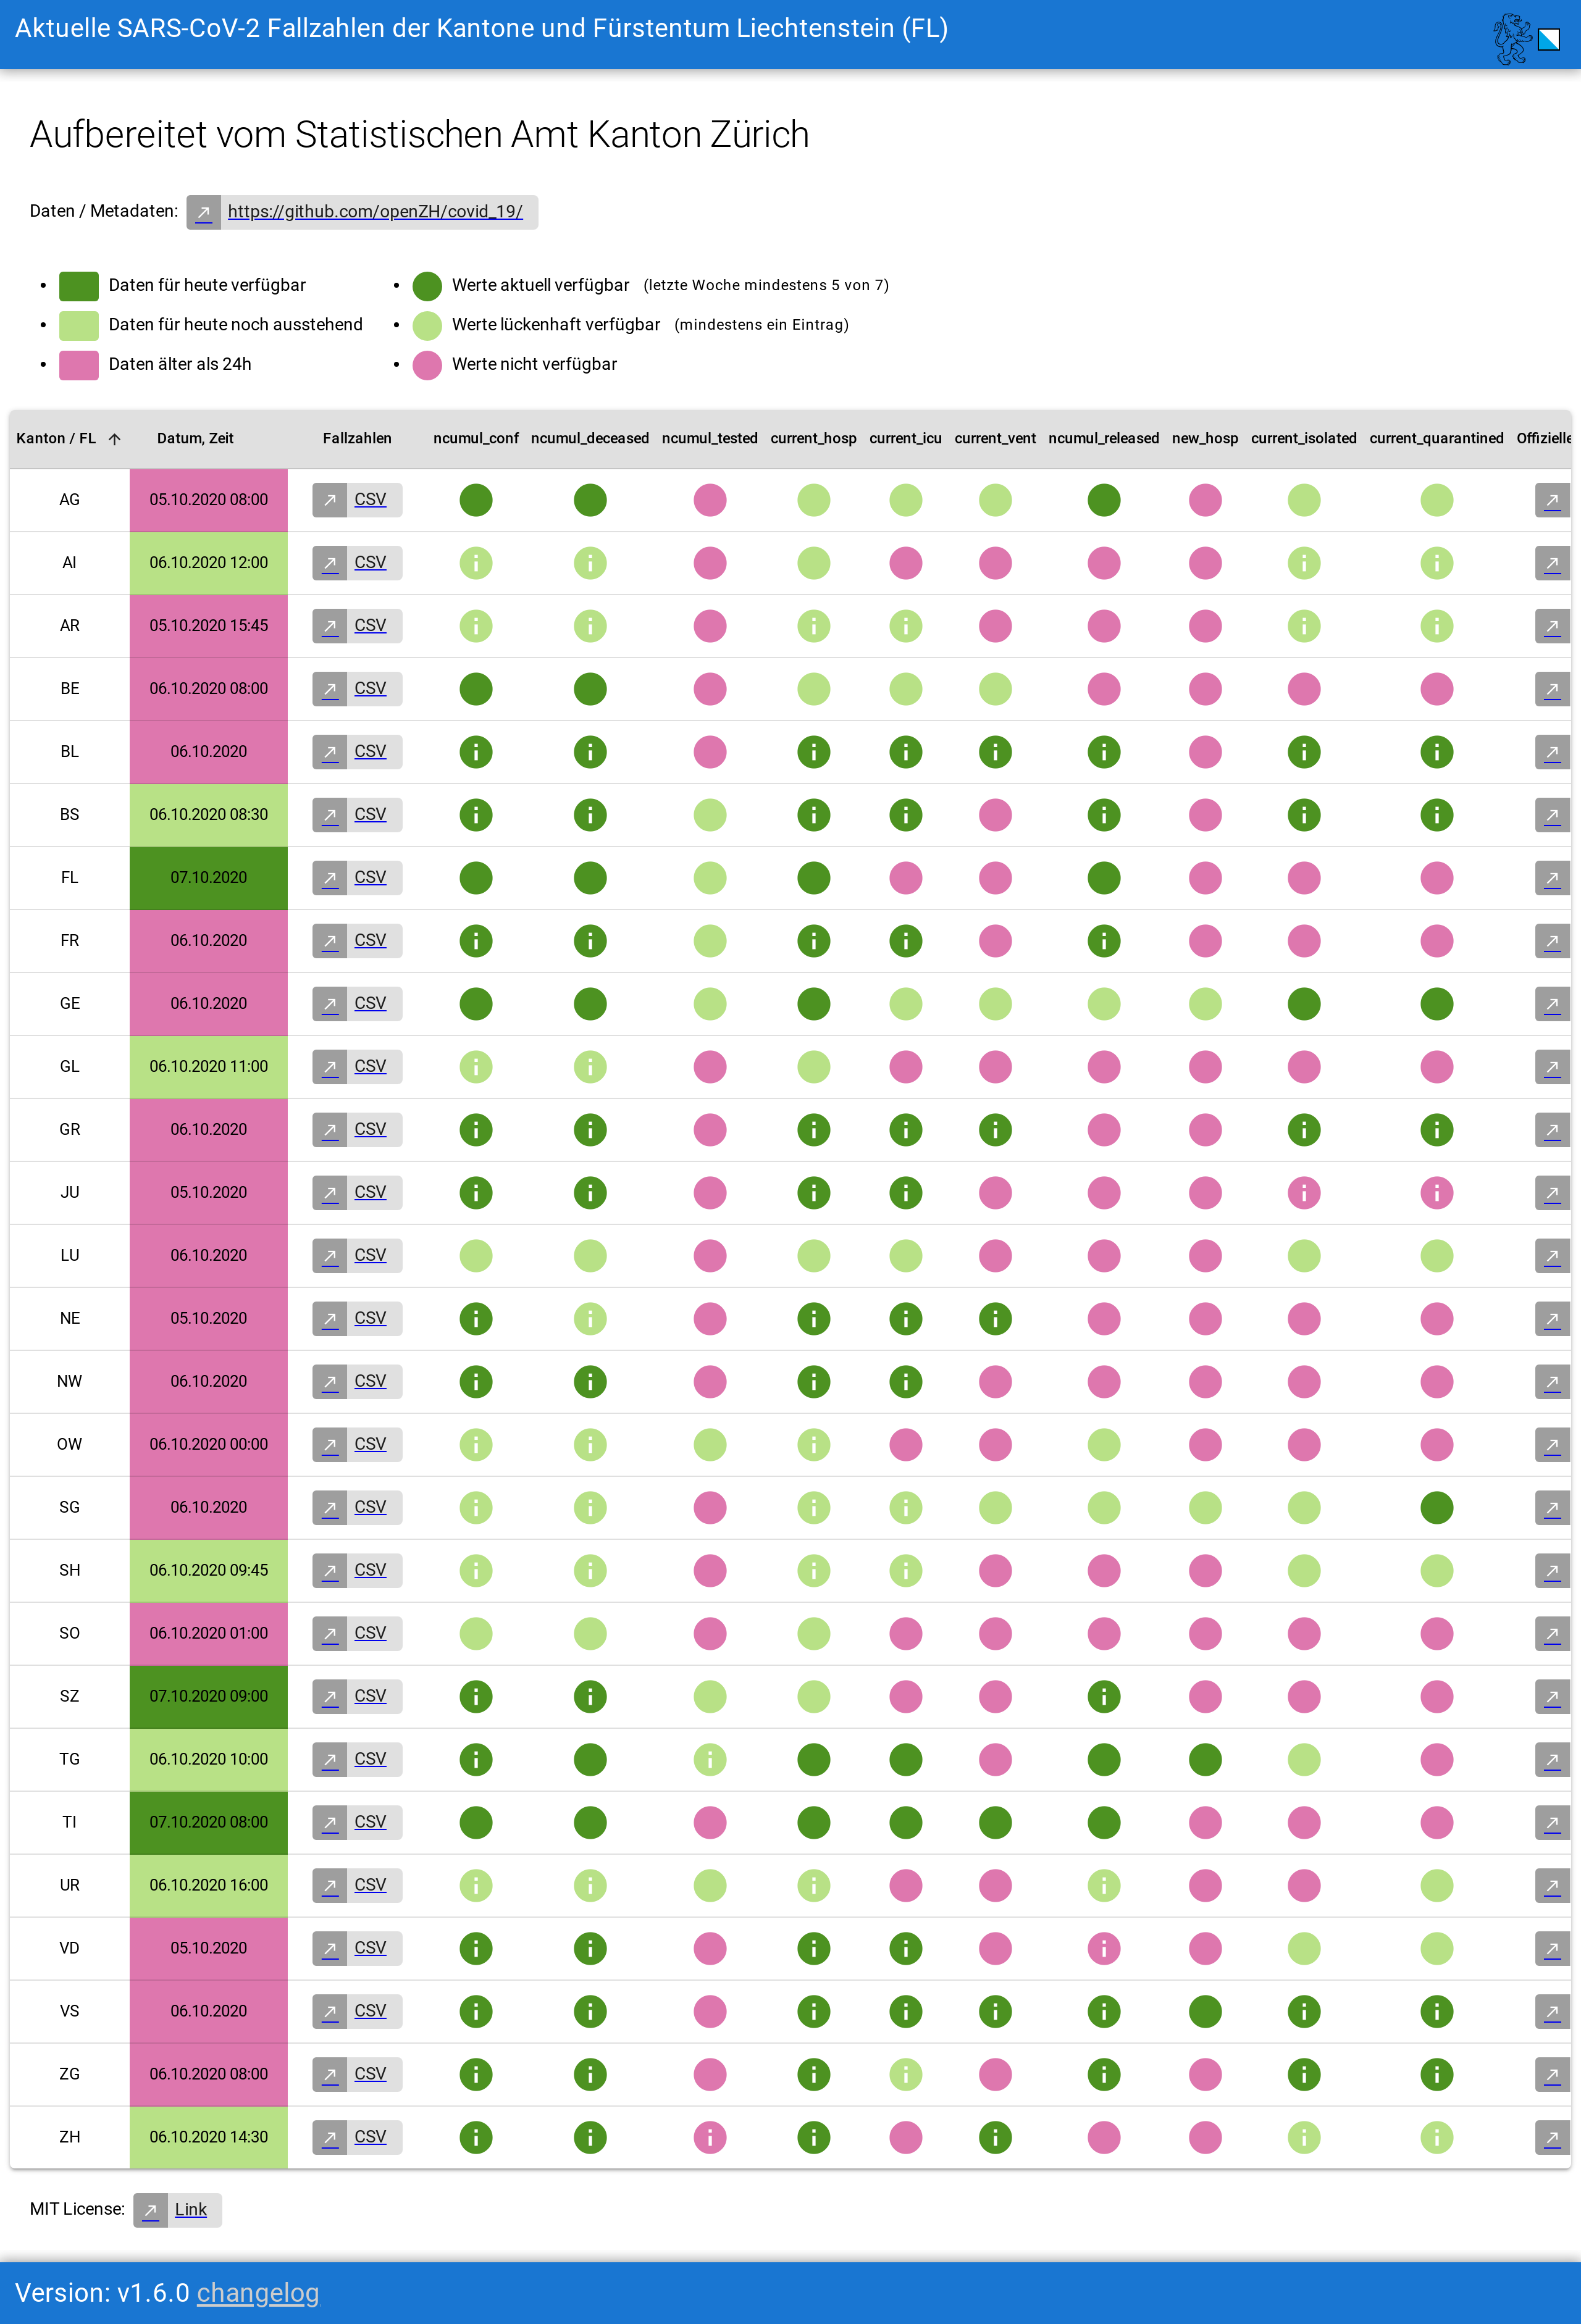 Aktuelle SARS-CoV-2 Fallzahlen der Kantone und Fürstentum Liechtenstein (FL)
Aufbereitet vom Statistischen Amt Kanton Zürich
Daten / Metadaten: https://github.com/openZH/covid_19/
Daten für heute verfügbar
Daten für heute noch ausstehend
Daten älter als 24h
Werte aktuell verfügbar (letzte Woche mindestens 5 von 7)
Werte lückenhaft verfügbar (mindestens ein Eintrag)
Werte nicht verfügbar
Kanton / FL Datum, Zeit Fallzahlen ncumul_conf ncumul_deceased ncumul_tested current_hosp current_icu current_vent ncumul_released new_hosp current_isolated current_quarantined Offizielle
AG 05.10.2020 08:00 CSV
AI 06.10.2020 12:00 CSV
AR 05.10.2020 15:45 CSV
BE 06.10.2020 08:00 CSV
BL 06.10.2020 CSV
BS 06.10.2020 08:30 CSV
FL 07.10.2020 CSV
FR 06.10.2020 CSV
GE 06.10.2020 CSV
GL 06.10.2020 11:00 CSV
GR 06.10.2020 CSV
JU 05.10.2020 CSV
LU 06.10.2020 CSV
NE 05.10.2020 CSV
NW 06.10.2020 CSV
OW 06.10.2020 00:00 CSV
SG 06.10.2020 CSV
SH 06.10.2020 09:45 CSV
SO 06.10.2020 01:00 CSV
SZ 07.10.2020 09:00 CSV
TG 06.10.2020 10:00 CSV
TI 07.10.2020 08:00 CSV
UR 06.10.2020 16:00 CSV
VD 05.10.2020 CSV
VS 06.10.2020 CSV
ZG 06.10.2020 08:00 CSV
ZH 06.10.2020 14:30 CSV
MIT License: Link
Version: v1.6.0 changelog